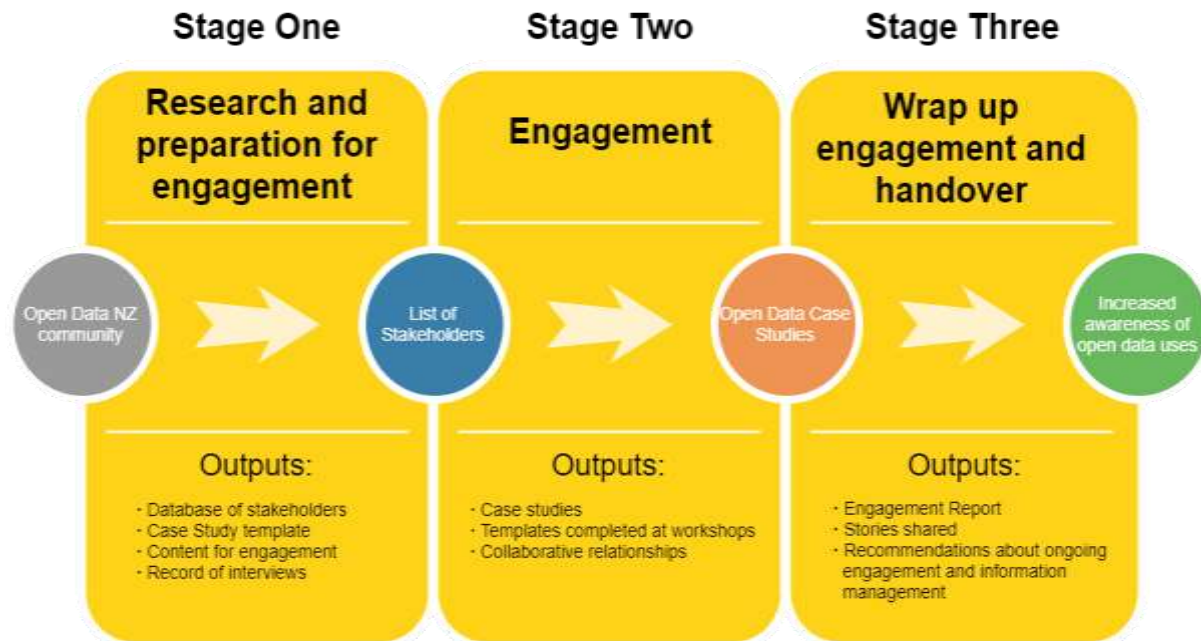 Stage One
Stage Two
Stage Three
Research and
preparation for
engagement
Engagement
Wrap up
engagement and
handover
Open Data NZ
community
List of
Stakeholders
Open Data Case
Studies
Increased
awareness of
open data uses
Outputs:
· Database of stakeholders
· Case Study template
· Content for engagement
· Record of interviews
Outputs:
· Case studies
· Templates completed at workshops
· Collaborative relationships
Outputs:
· Engagement Report
· Stories shared
· Recommendations about ongoing
engagement and information
management